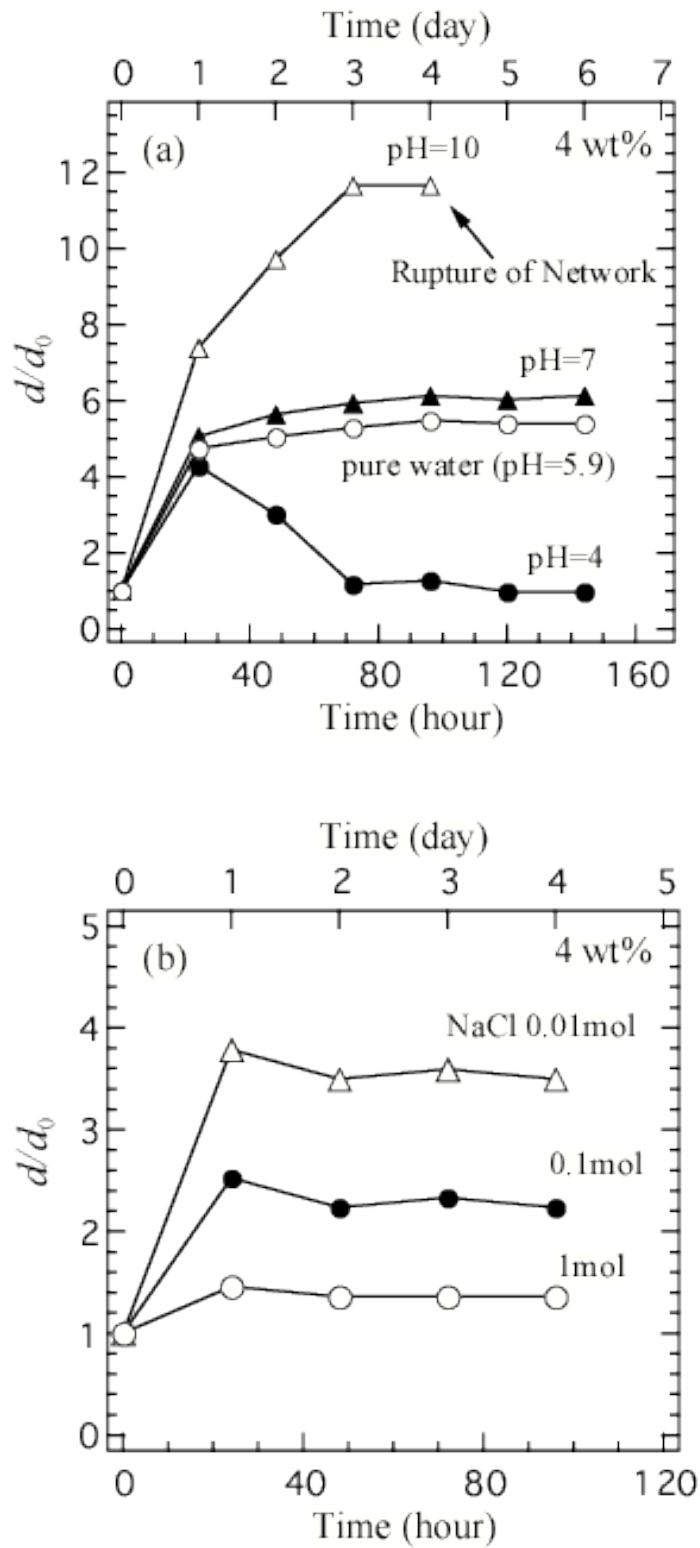 Time (day)
0 1 2 3 4 5 6 7
(a) pH=10 4 wt%
12
10
8
6
4
2
0
d/d0
Rupture of Network
pH=7
pure water (pH=5.9)
pH=4
0 40 80 120 160
Time (hour)
Time (day)
0 1 2 3 4 5
(b) 4 wt%
5
4
3
2
1
0
d/d0
NaCl 0.01mol
0.1mol
1mol
0 40 80 120
Time (hour)